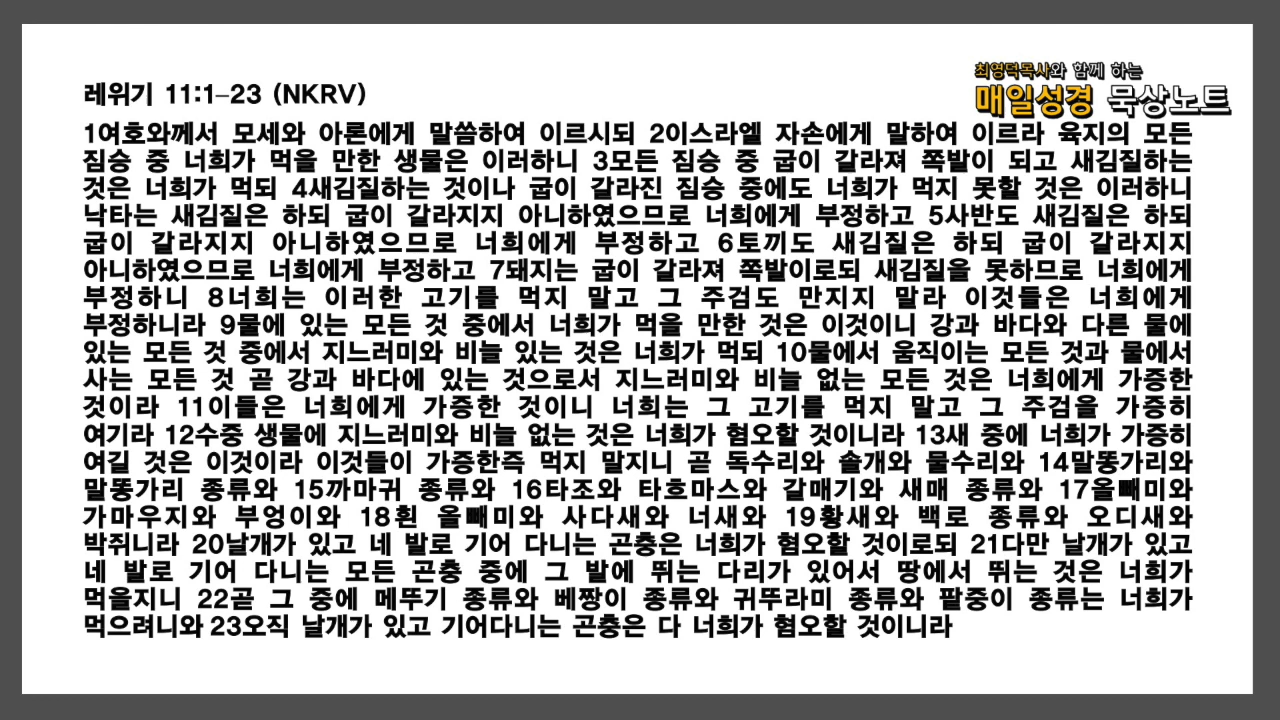 최영덕목사와 함께 하는
매일성경 묵상노트
레위기 11:1–23 (NKRV)
1여호와께서 모세와 아론에게 말씀하여 이르시되 2이스라엘 자손에게 말하여 이르라 육지의 모든
짐승 중 너희가 먹을 만한 생물은 이러하니 3모든 짐승 중 굽이 갈라져 쪽발이 되고 새김질하는
것은 너희가 먹되 4새김질하는 것이나 굽이 갈라진 짐승 중에도 너희가 먹지 못할 것은 이러하니
낙타는 새김질은 하되 굽이 갈라지지 아니하였으므로 너희에게 부정하고 5사반도 새김질은 하되
굽이 갈라지지 아니하였으므로 너희에게 부정하고 6토끼도 새김질은 하되 굽이 갈라지지
아니하였으므로 너희에게 부정하고 7돼지는 굽이 갈라져 쪽발이로되 새김질을 못하므로 너희에게
부정하니 8너희는 이러한 고기를 먹지 말고 그 주검도 만지지 말라 이것들은 너희에게
부정하니라 9물에 있는 모든 것 중에서 너희가 먹을 만한 것은 이것이니 강과 바다와 다른 물에
있는 모든 것 중에서 지느러미와 비늘 있는 것은 너희가 먹되 10물에서 움직이는 모든 것과 물에서
사는 모든 것 곧 강과 바다에 있는 것으로서 지느러미와 비늘 없는 모든 것은 너희에게 가증한
것이라 11이들은 너희에게 가증한 것이니 너희는 그 고기를 먹지 말고 그 주검을 가증히
여기라 12수중 생물에 지느러미와 비늘 없는 것은 너희가 혐오할 것이니라 13새 중에 너희가 가증히
여길 것은 이것이라 이것들이 가증한즉 먹지 말지니 곧 독수리와 솔개와 물수리와 14말똥가리와
말똥가리 종류와 15까마귀 종류와 16타조와 타흐마스와 갈매기와 새매 종류와 17올빼미와
가마우지와 부엉이와 18흰 올빼미와 사다새와 너새와 19황새와 백로 종류와 오디새와
박쥐니라 20날개가 있고 네 발로 기어 다니는 곤충은 너희가 혐오할 것이로되 21다만 날개가 있고
네 발로 기어 다니는 모든 곤충 중에 그 발에 뛰는 다리가 있어서 땅에서 뛰는 것은 너희가
먹을지니 22곧 그 중에 메뚜기 종류와 베짱이 종류와 귀뚜라미 종류와 팥중이 종류는 너희가
먹으려니와 23오직 날개가 있고 기어다니는 곤충은 다 너희가 혐오할 것이니라